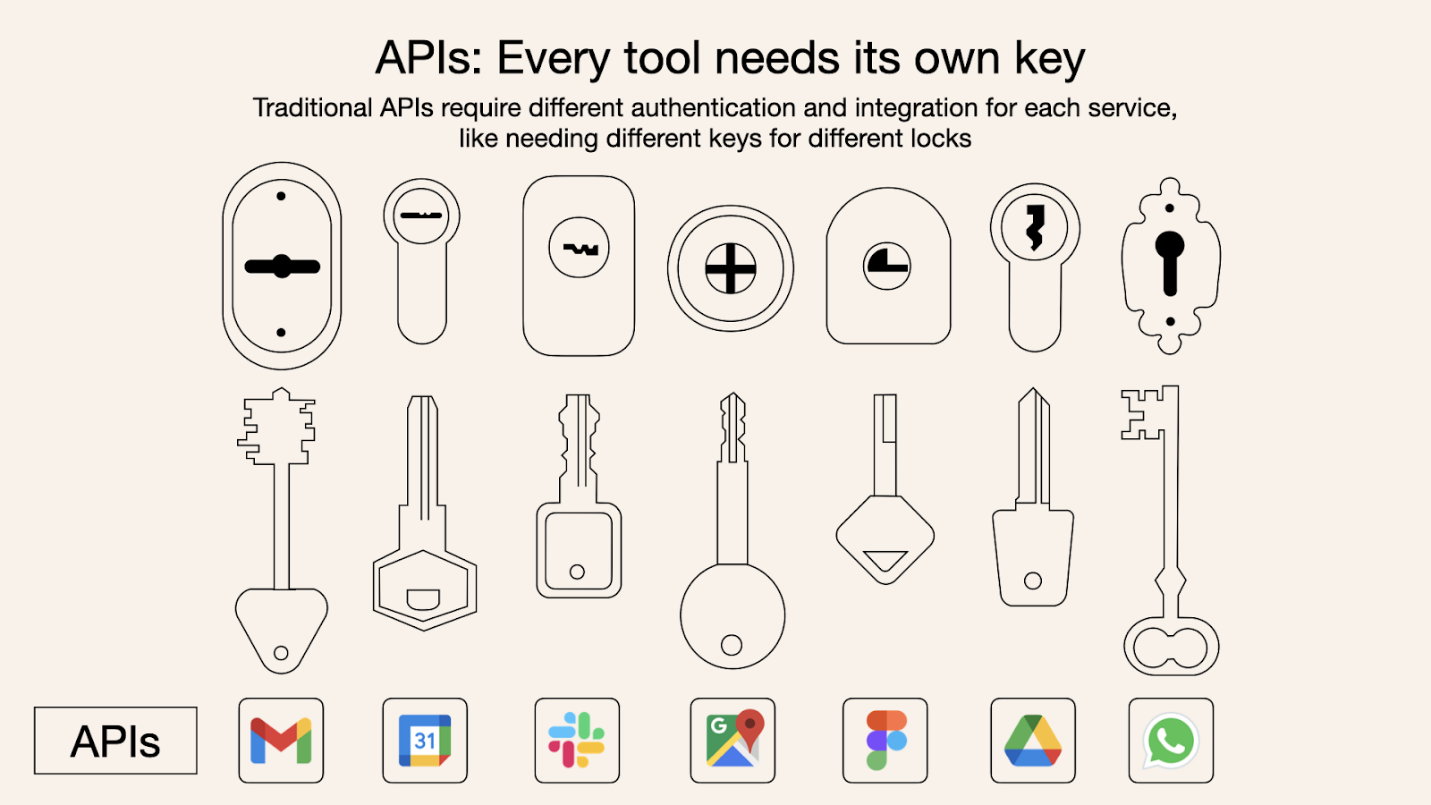 APIs: Every tool needs its own key
Traditional APIs require different authentication and integration for each service,
like needing different keys for different locks
APIs
31
G